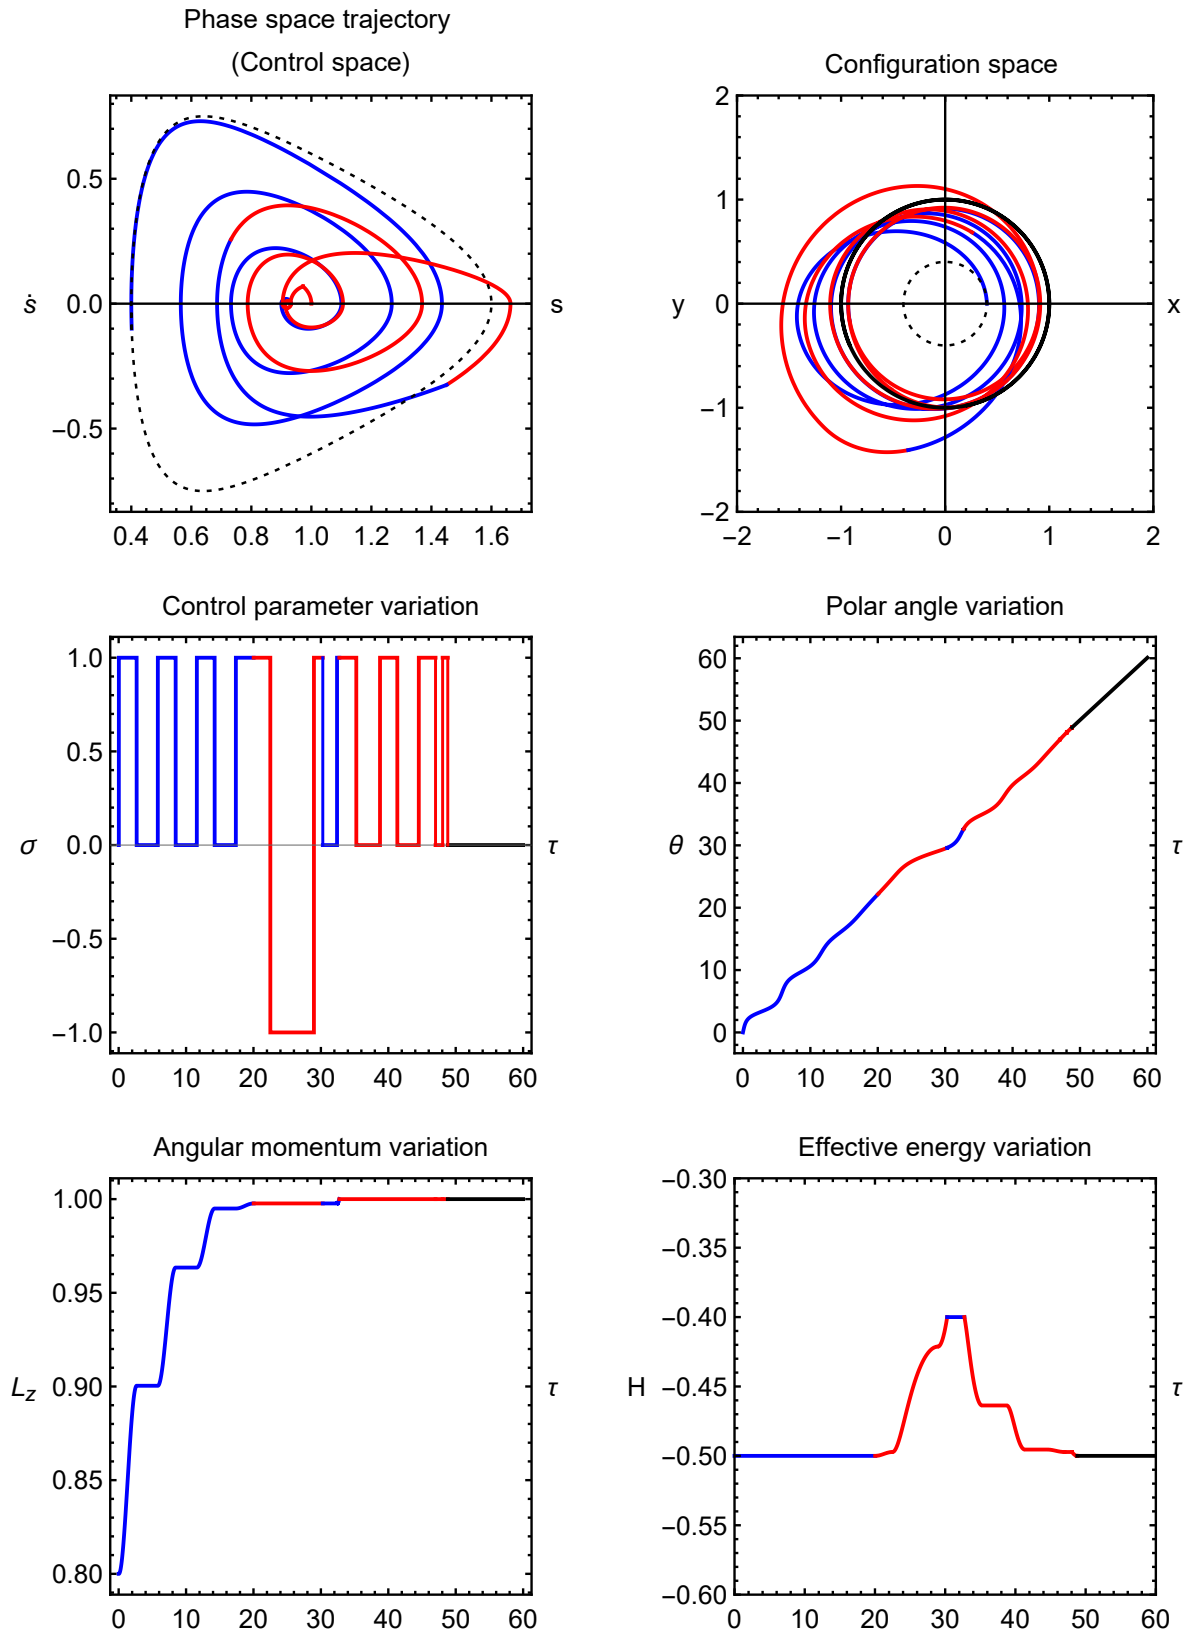 Phase space trajectory
(Control space)
0.5
0.0
−0.5
ṡ
s
0.4 0.6 0.8 1.0 1.2 1.4 1.6
Configuration space
2
1
0
−1
−2
y
x
−2 −1 0 1 2
Control parameter variation
1.0
0.5
0.0
−0.5
−1.0
σ
τ
0 10 20 30 40 50 60
Polar angle variation
60
50
40
30
20
10
0
θ
τ
0 10 20 30 40 50 60
Angular momentum variation
1.00
0.95
0.90
0.85
0.80
L_z
τ
0 10 20 30 40 50 60
Effective energy variation
−0.30
−0.35
−0.40
−0.45
−0.50
−0.55
−0.60
H
τ
0 10 20 30 40 50 60